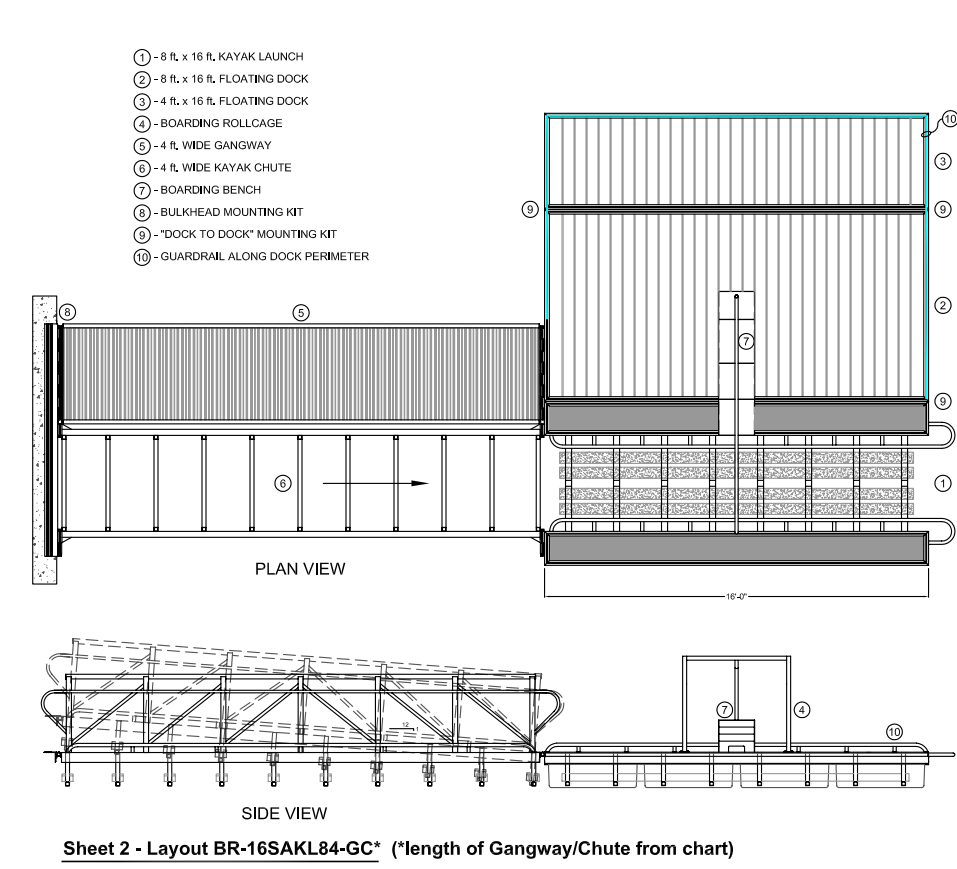 ① - 8 ft. x 16 ft. KAYAK LAUNCH
② - 8 ft. x 16 ft. FLOATING DOCK
③ - 4 ft. x 16 ft. FLOATING DOCK
④ - BOARDING ROLLCAGE
⑤ - 4 ft. WIDE GANGWAY
⑥ - 4 ft. WIDE KAYAK CHUTE
⑦ - BOARDING BENCH
⑧ - BULKHEAD MOUNTING KIT
⑨ - "DOCK TO DOCK" MOUNTING KIT
⑩ - GUARDRAIL ALONG DOCK PERIMETER
⑩
③
⑨
⑨
⑧
⑤
②
⑦
⑨
⑥
①
PLAN VIEW
16'-0"
⑦
④
12
1
⑩
SIDE VIEW
Sheet 2 - Layout BR-16SAKL84-GC* (*length of Gangway/Chute from chart)